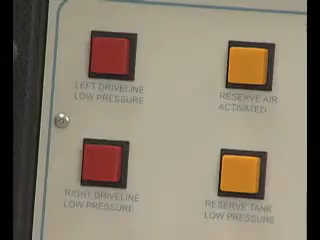 LEFT DRIVELINE
LOW PRESSURE
RESERVE AIR
ACTIVATED
RIGHT DRIVELINE
LOW PRESSURE
RESERVE TANK
LOW PRESSURE